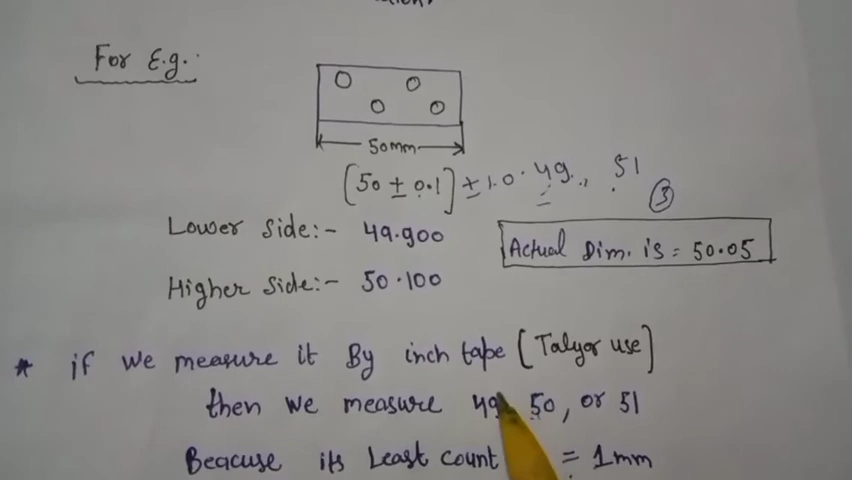 For E.g.
50mm
[50 ± 0.1] ± 1.0. 49., 51
3
Lower Side:- 49.900
Actual Dim. is = 50.05
Higher Side:- 50.100
* if we measure it By inch tape [Talyor use]
then we measure 49 50, or 51
Beacuse its Least count = 1mm